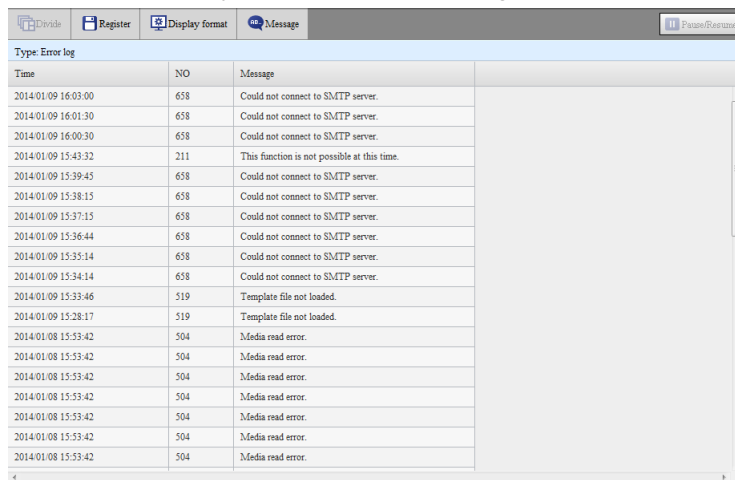 Divide Register Display format Message Pause/Resume
Type: Error log
Time NO Message
2014/01/09 16:03:00 658 Could not connect to SMTP server.
2014/01/09 16:01:30 658 Could not connect to SMTP server.
2014/01/09 16:00:30 658 Could not connect to SMTP server.
2014/01/09 15:43:32 211 This function is not possible at this time.
2014/01/09 15:39:45 658 Could not connect to SMTP server.
2014/01/09 15:38:15 658 Could not connect to SMTP server.
2014/01/09 15:37:15 658 Could not connect to SMTP server.
2014/01/09 15:36:44 658 Could not connect to SMTP server.
2014/01/09 15:35:14 658 Could not connect to SMTP server.
2014/01/09 15:34:14 658 Could not connect to SMTP server.
2014/01/09 15:33:46 519 Template file not loaded.
2014/01/09 15:28:17 519 Template file not loaded.
2014/01/08 15:53:42 504 Media read error.
2014/01/08 15:53:42 504 Media read error.
2014/01/08 15:53:42 504 Media read error.
2014/01/08 15:53:42 504 Media read error.
2014/01/08 15:53:42 504 Media read error.
2014/01/08 15:53:42 504 Media read error.
2014/01/08 15:53:42 504 Media read error.